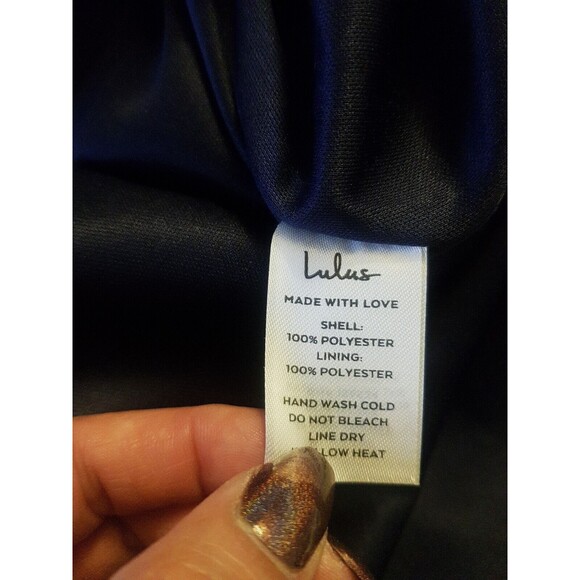 Lulus
MADE WITH LOVE
SHELL:
100% POLYESTER
LINING:
100% POLYESTER
HAND WASH COLD
DO NOT BLEACH
LINE DRY
LOW HEAT